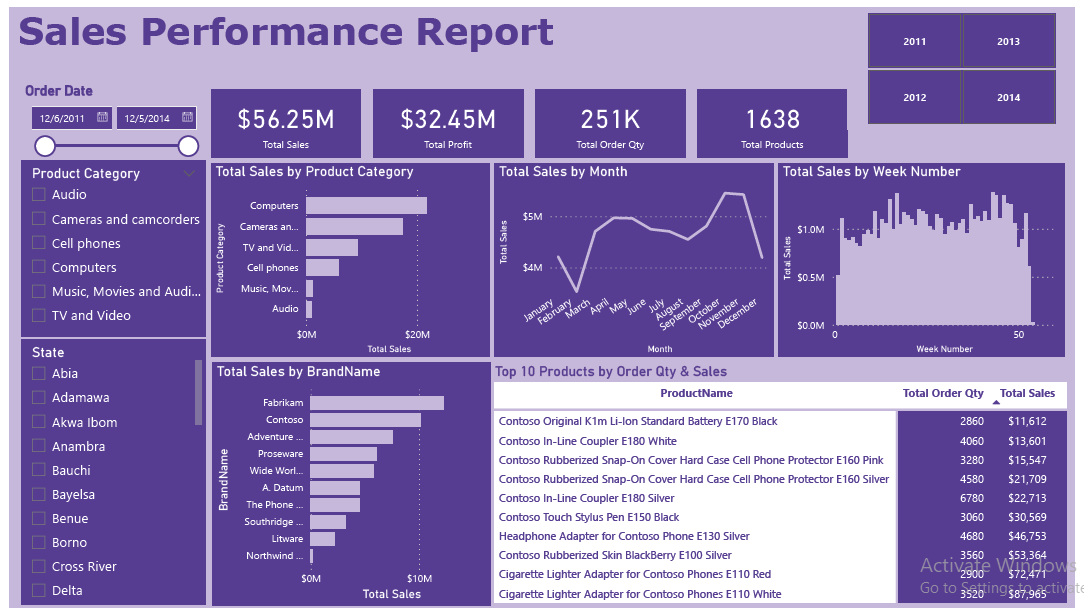 Sales Performance Report
2011
2013
2012
2014
Order Date
12/6/2011
12/5/2014
$56.25M
Total Sales
$32.45M
Total Profit
251K
Total Order Qty
1638
Total Products
Product Category
Audio
Cameras and camcorders
Cell phones
Computers
Music, Movies and Audi...
TV and Video
State
Abia
Adamawa
Akwa Ibom
Anambra
Bauchi
Bayelsa
Benue
Borno
Cross River
Delta
Total Sales by Product Category
Product Category
Computers
Cameras an...
TV and Vid...
Cell phones
Music, Mov...
Audio
$0M
$20M
Total Sales
Total Sales by Month
Total Sales
$5M
$4M
January
February
March
April
May
June
July
August
September
October
November
December
Month
Total Sales by Week Number
Total Sales
$1.0M
$0.5M
$0.0M
0
50
Week Number
Total Sales by BrandName
BrandName
Fabrikam
Contoso
Adventure ...
Proseware
Wide Worl...
A. Datum
The Phone ...
Southridge ...
Litware
Northwind ...
$0M
$10M
Total Sales
Top 10 Products by Order Qty & Sales
ProductName Total Order Qty Total Sales
Contoso Original K1m Li-Ion Standard Battery E170 Black 2860 $11,612
Contoso In-Line Coupler E180 White 4060 $13,601
Contoso Rubberized Snap-On Cover Hard Case Cell Phone Protector E160 Pink 3280 $15,547
Contoso Rubberized Snap-On Cover Hard Case Cell Phone Protector E160 Silver 4580 $21,709
Contoso In-Line Coupler E180 Silver 6780 $22,713
Contoso Touch Stylus Pen E150 Black 3060 $30,569
Headphone Adapter for Contoso Phone E130 Silver 4680 $46,753
Contoso Rubberized Skin BlackBerry E100 Silver 3560 $53,364
Cigarette Lighter Adapter for Contoso Phones E110 Red 2900 $72,471
Cigarette Lighter Adapter for Contoso Phones E110 White 3520 $87,965
Activate Windows
Go to Settings to activate